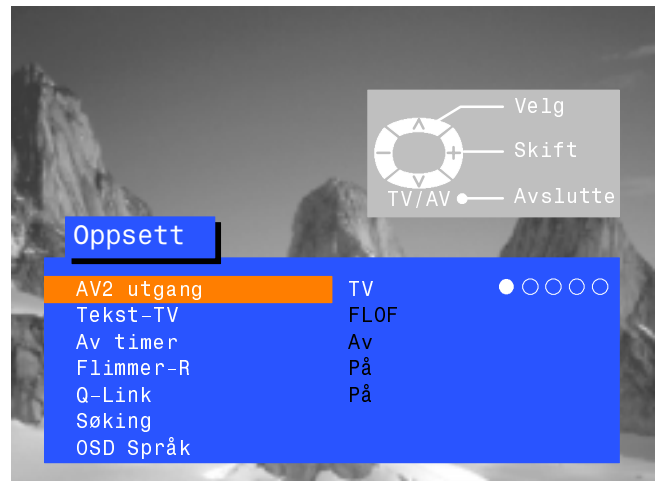 Velg
Skift
TV/AV Avslutte
Oppsett
AV2 utgang TV
Tekst-TV FLOF
Av timer Av
Flimmer-R På
Q-Link På
Søking
OSD Språk